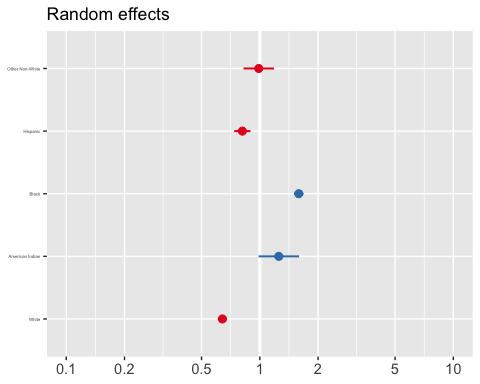 Random effects
Other Non-White
Hispanic
Black
American Indian
White
0.1 0.2 0.5 1 2 5 10